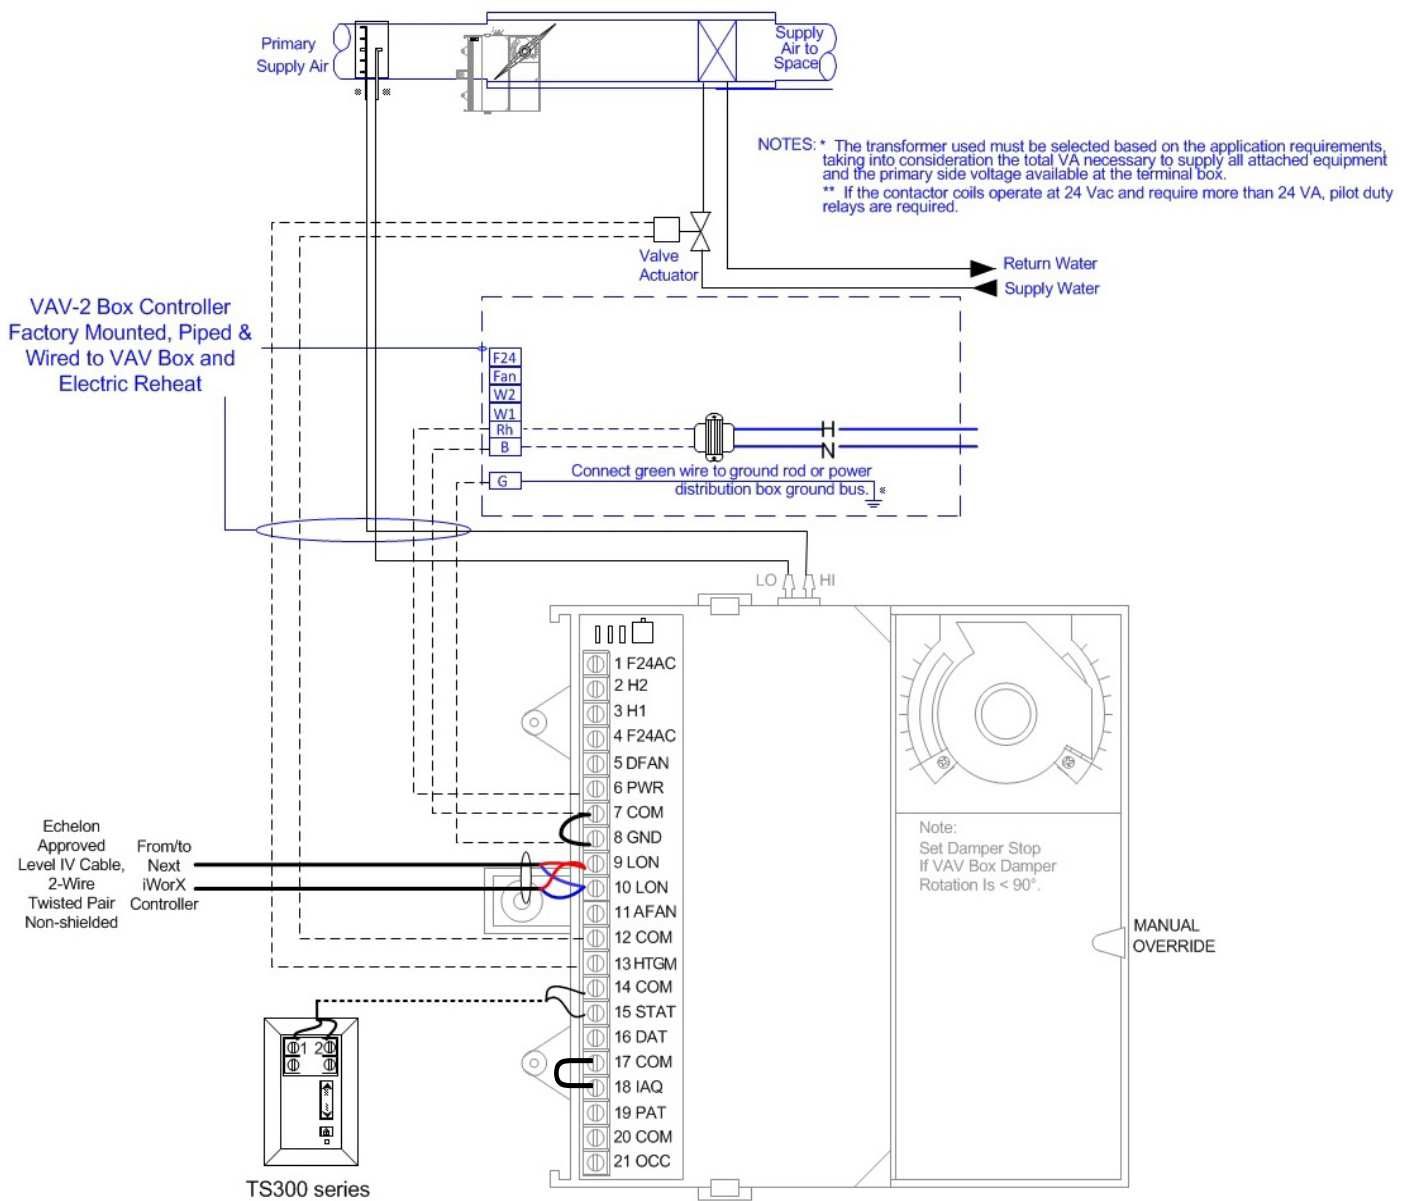 Primary
Supply Air
Supply
Air to
Space
NOTES: * The transformer used must be selected based on the application requirements,
taking into consideration the total VA necessary to supply all attached equipment
and the primary side voltage available at the terminal box.
** If the contactor coils operate at 24 Vac and require more than 24 VA, pilot duty
relays are required.
Valve
Actuator
Return Water
Supply Water
VAV-2 Box Controller
Factory Mounted, Piped &
Wired to VAV Box and
Electric Reheat
F24
Fan
W2
W1
Rh
B
G
H
N
Connect green wire to ground rod or power
distribution box ground bus.
LO
HI
1 F24AC
2 H2
3 H1
4 F24AC
5 DFAN
6 PWR
7 COM
8 GND
9 LON
10 LON
11 AFAN
12 COM
13 HTGM
14 COM
15 STAT
16 DAT
17 COM
18 IAQ
19 PAT
20 COM
21 OCC
Echelon
Approved
Level IV Cable,
2-Wire
Twisted Pair
Non-shielded
From/to
Next
iWorX
Controller
Note:
Set Damper Stop
If VAV Box Damper
Rotation Is < 90°.
MANUAL
OVERRIDE
1 2
TS300 series